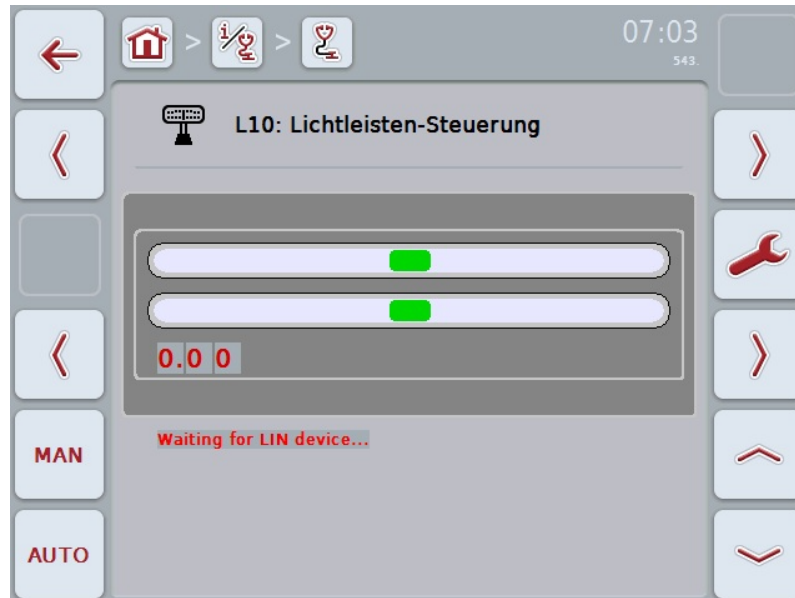 07:03
543.
L10: Lichtleisten-Steuerung
0.0 0
Waiting for LIN device...
MAN
AUTO